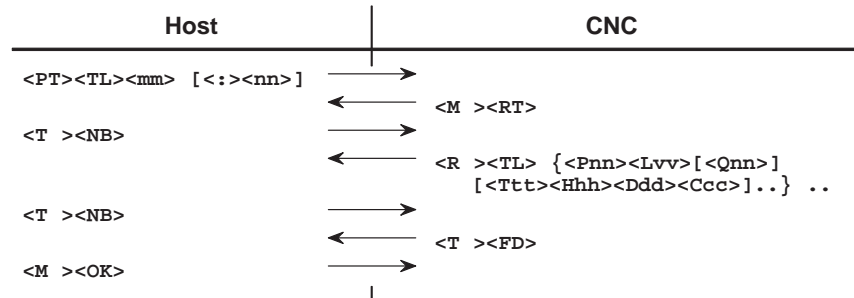 Host CNC
<PT><TL><mm> [<:><nn>]
<M ><RT>
<T ><NB>
<R ><TL> {<Pnn><Lvv>[<Qnn>]
[<Ttt><Hhh><Ddd><Ccc>]..} ..
<T ><NB>
<T ><FD>
<M ><OK>